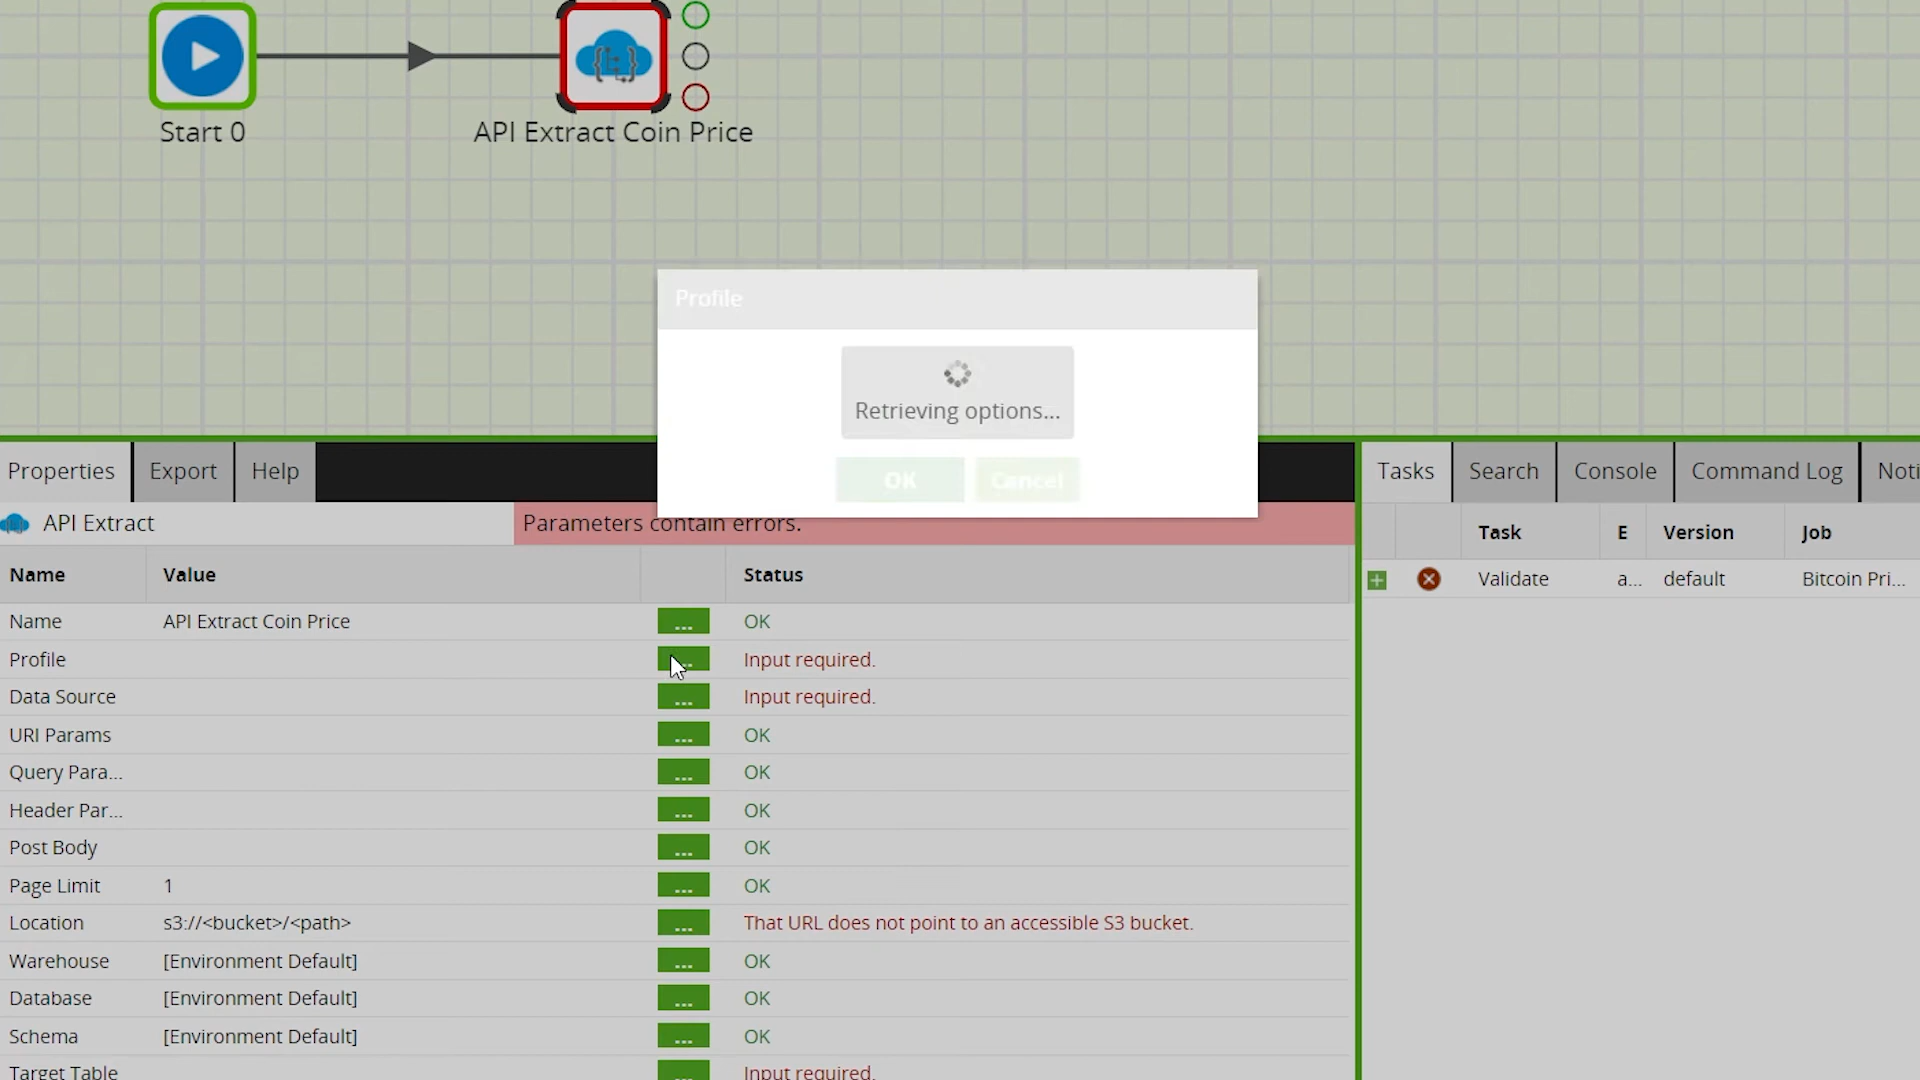 Start 0
API Extract Coin Price
Profile
Retrieving options...
OK
Cancel
Properties
Export
Help
Tasks
Search
Console
Command Log
Noti
API Extract
Parameters contain errors.
Task
E
Version
Job
Validate
a...
default
Bitcoin Pri...
Name
Value
Status
Name
API Extract Coin Price
...
OK
Profile
...
Input required.
Data Source
...
Input required.
URI Params
...
OK
Query Para...
...
OK
Header Par...
...
OK
Post Body
...
OK
Page Limit
1
...
OK
Location
s3://<bucket>/<path>
...
That URL does not point to an accessible S3 bucket.
Warehouse
[Environment Default]
...
OK
Database
[Environment Default]
...
OK
Schema
[Environment Default]
...
OK
Target Table
...
Input required.